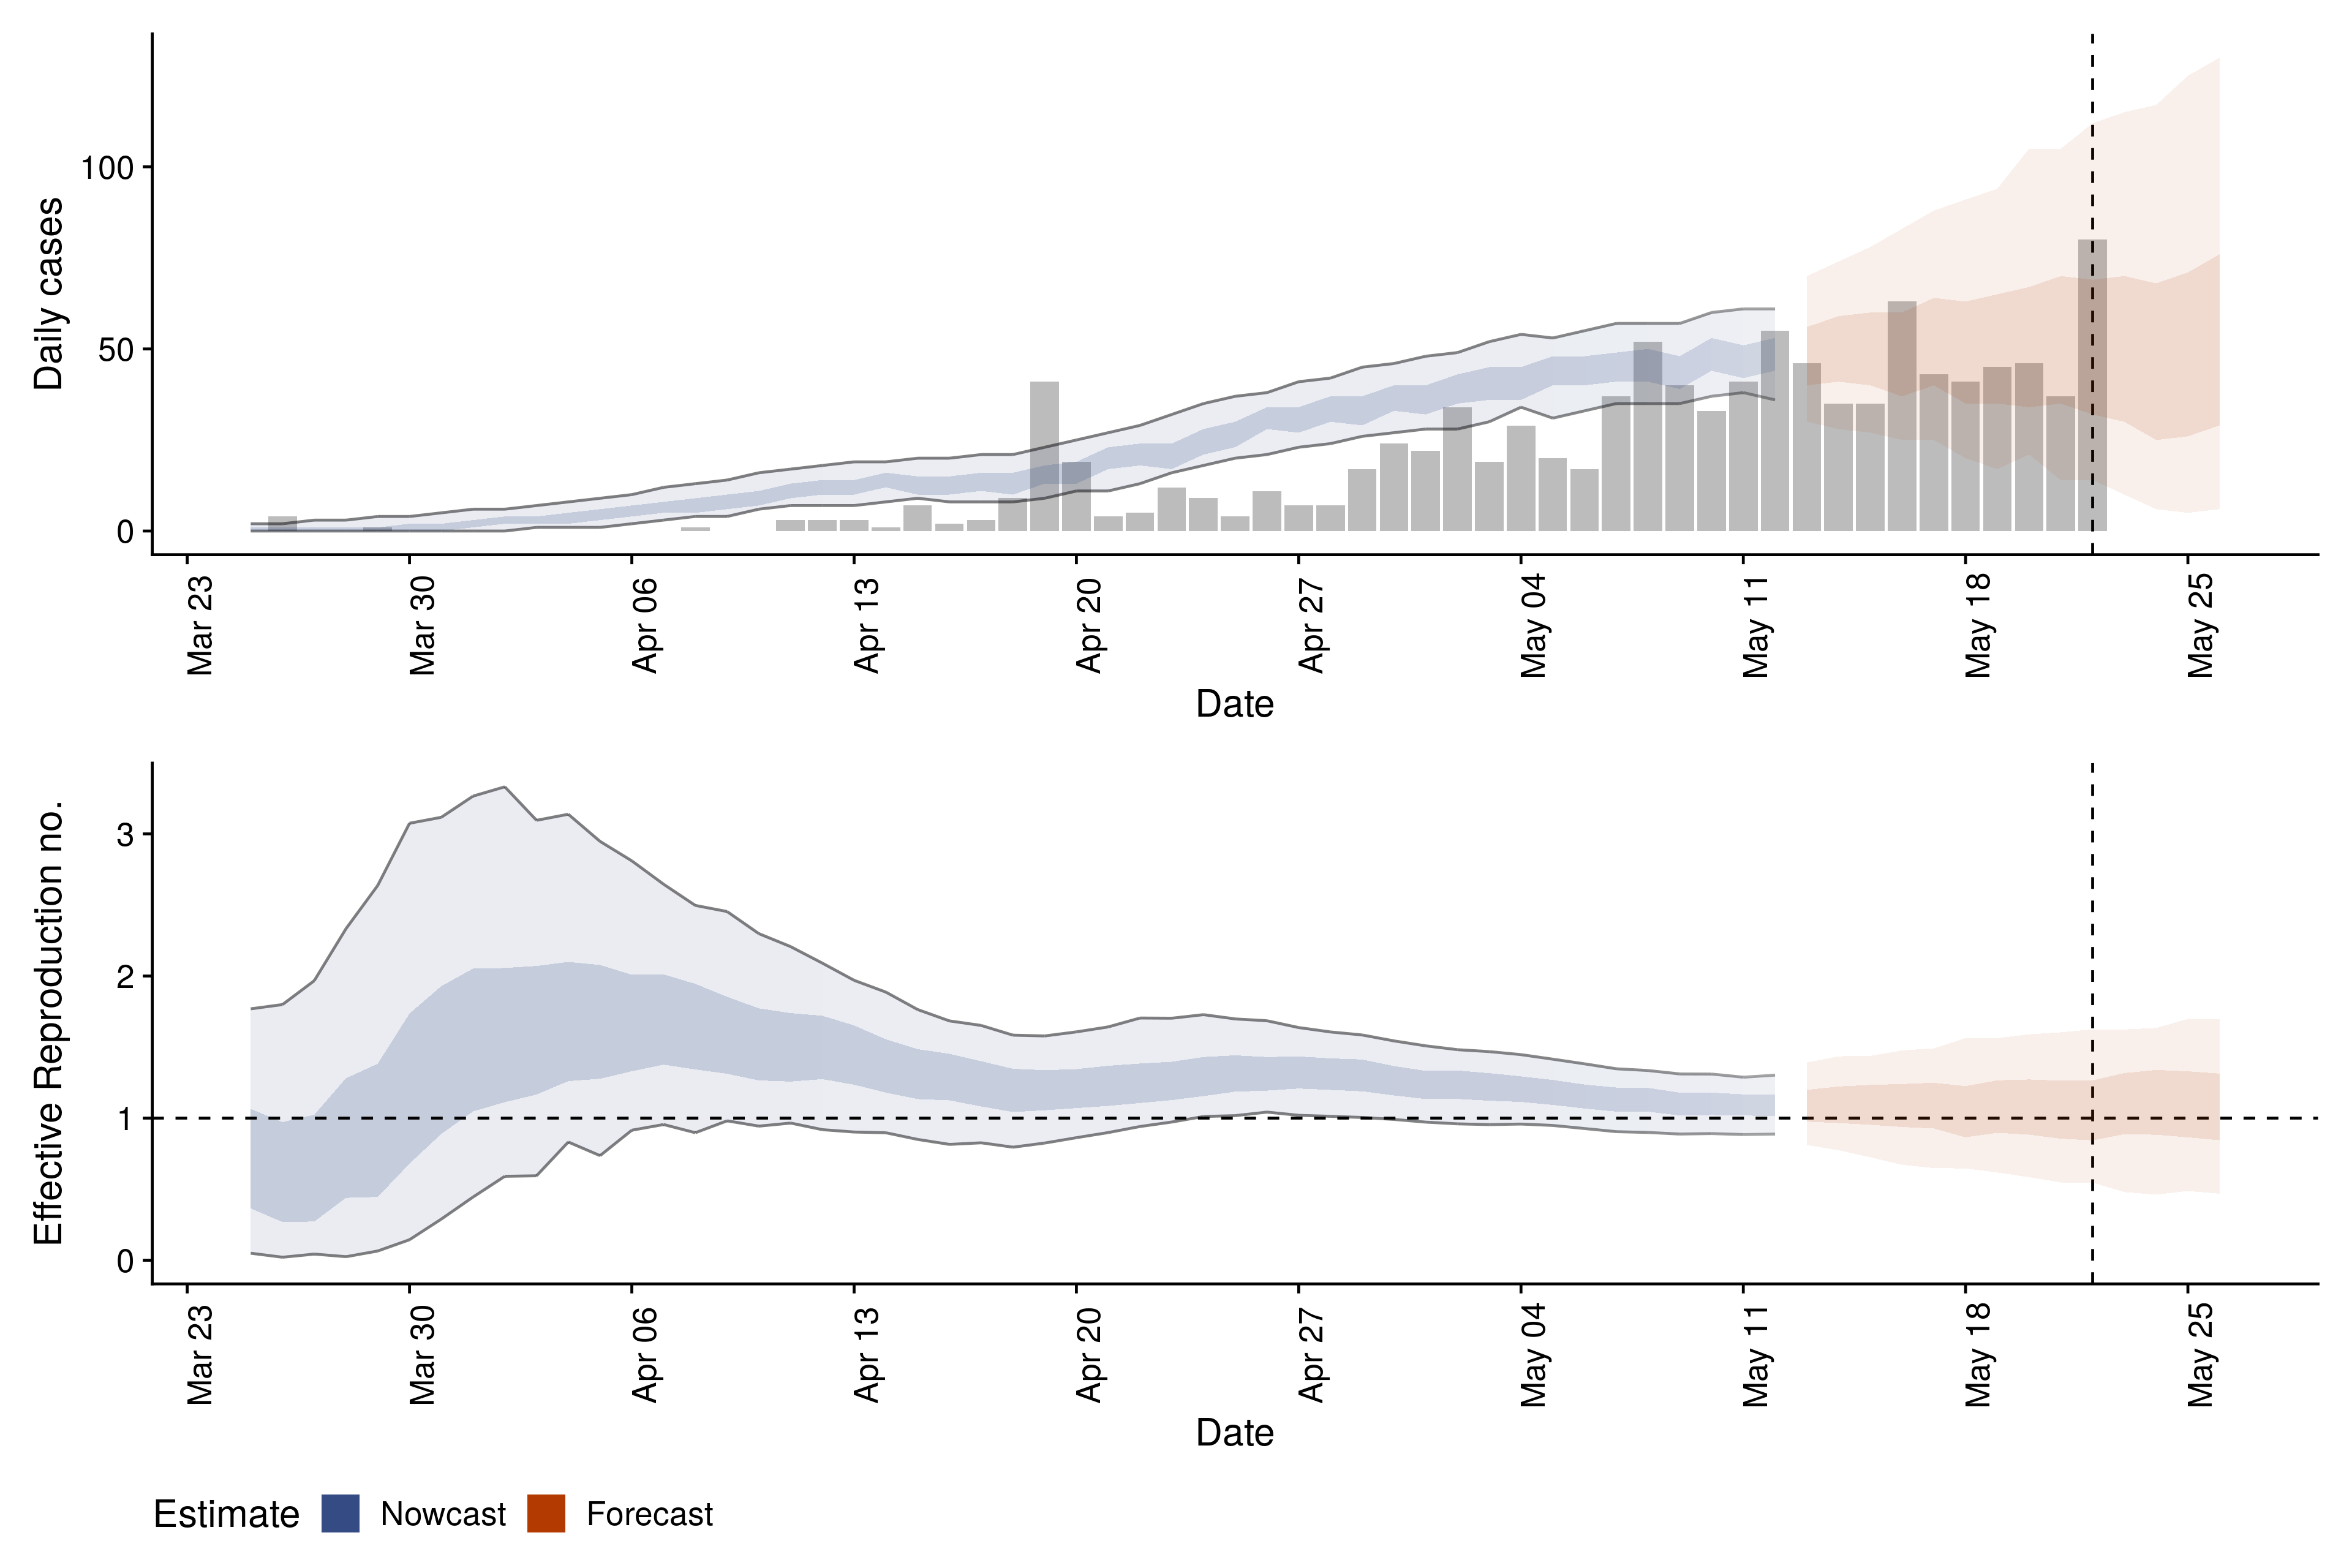 Daily cases
100
50
0
Mar 23
Mar 30
Apr 06
Apr 13
Apr 20
Apr 27
May 04
May 11
May 18
May 25
Date
Effective Reproduction no.
3
2
1
0
Mar 23
Mar 30
Apr 06
Apr 13
Apr 20
Apr 27
May 04
May 11
May 18
May 25
Date
Estimate Nowcast Forecast